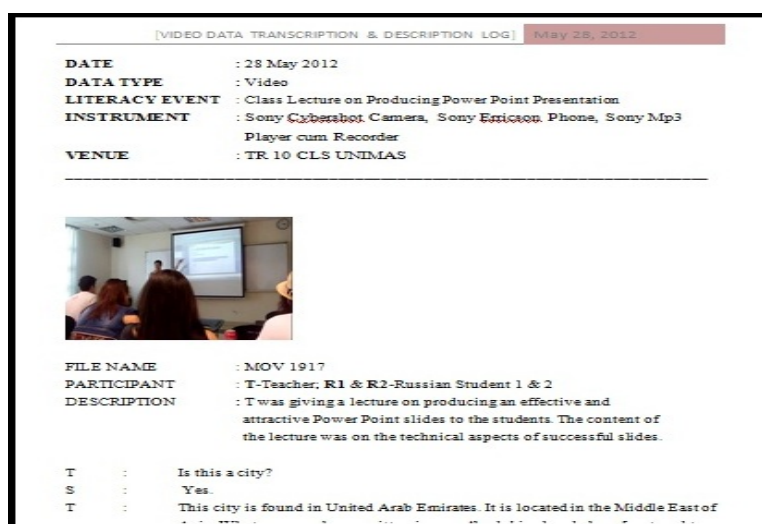 [VIDEO DATA TRANSCRIPTION & DESCRIPTION LOG] May 28, 2012
DATE : 28 May 2012
DATA TYPE : Video
LITERACY EVENT : Class Lecture on Producing Power Point Presentation
INSTRUMENT : Sony Cybershot Camera, Sony Erricson Phone, Sony Mp3
Player cum Recorder
VENUE : TR 10 CLS UNIMAS
FILE NAME : MOV 1917
PARTICIPANT : T-Teacher; R1 & R2-Russian Student 1 & 2
DESCRIPTION : T was giving a lecture on producing an effective and
attractive Power Point slides to the students. The content of
the lecture was on the technical aspects of successful slides.
T : Is this a city?
S : Yes.
T : This city is found in United Arab Emirates. It is located in the Middle East of